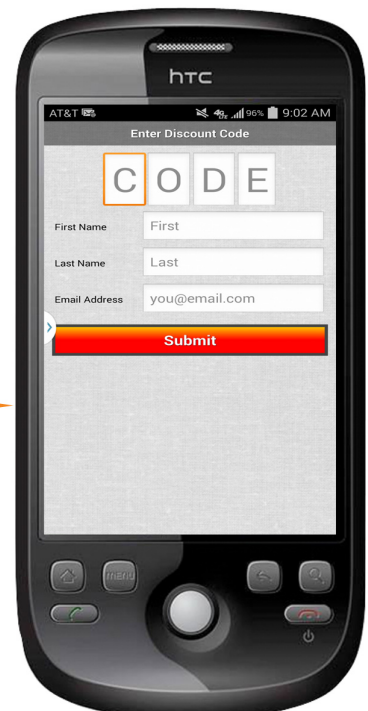 hTC
AT&T 96% 9:02 AM
Enter Discount Code
C O D E
First Name First
Last Name Last
Email Address you@email.com
Submit
menu